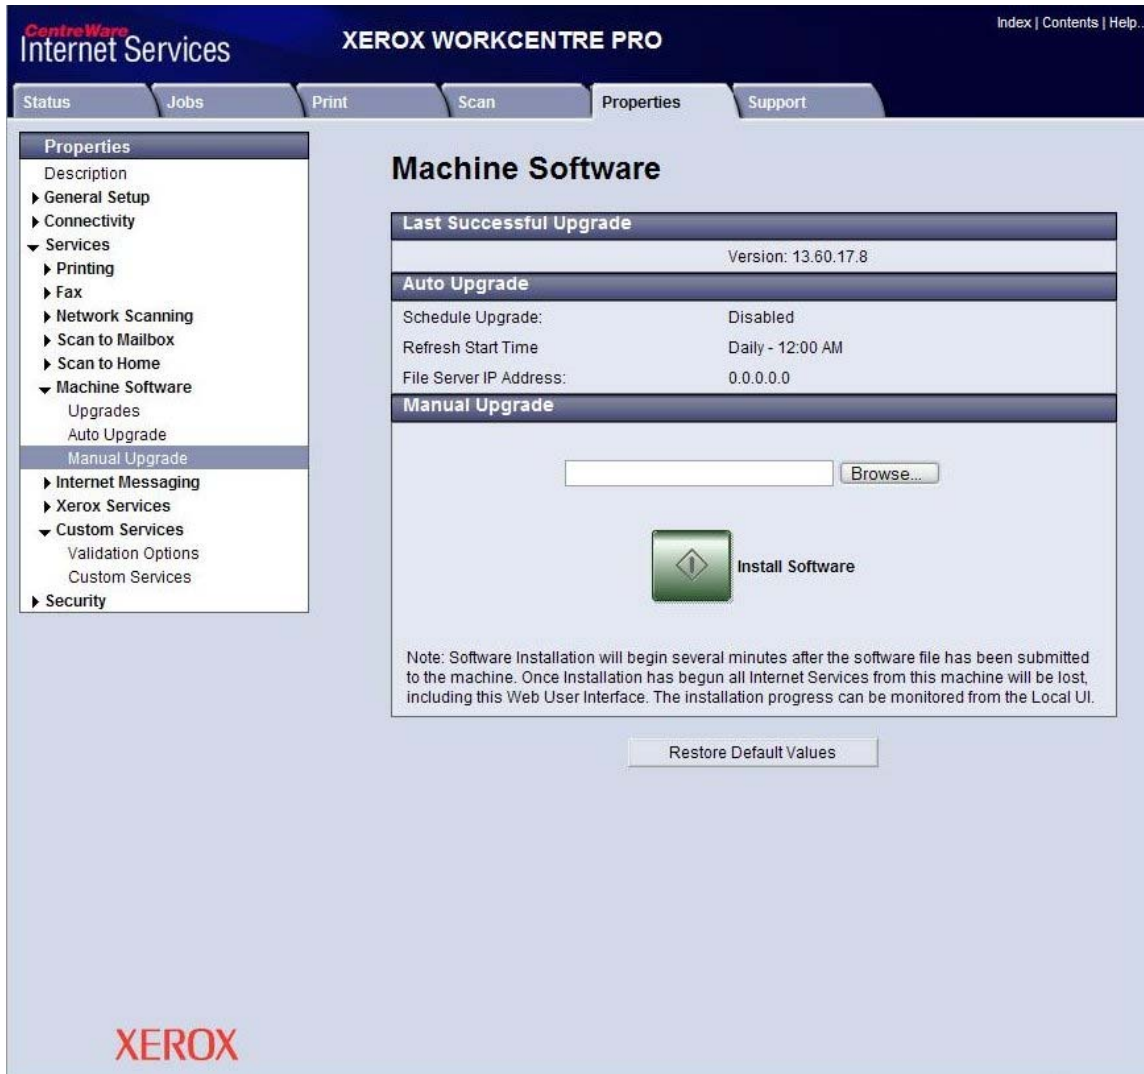 CentreWare
Internet Services
XEROX WORKCENTRE PRO
Index | Contents | Help...
Status
Jobs
Print
Scan
Properties
Support
Properties
Description
General Setup
Connectivity
Services
Printing
Fax
Network Scanning
Scan to Mailbox
Scan to Home
Machine Software
Upgrades
Auto Upgrade
Manual Upgrade
Internet Messaging
Xerox Services
Custom Services
Validation Options
Custom Services
Security
Machine Software
Last Successful Upgrade
Version: 13.60.17.8
Auto Upgrade
Schedule Upgrade: Disabled
Refresh Start Time Daily - 12:00 AM
File Server IP Address: 0.0.0.0.0
Manual Upgrade
Browse...
Install Software
Note: Software Installation will begin several minutes after the software file has been submitted
to the machine. Once Installation has begun all Internet Services from this machine will be lost,
including this Web User Interface. The installation progress can be monitored from the Local UI.
Restore Default Values
XEROX